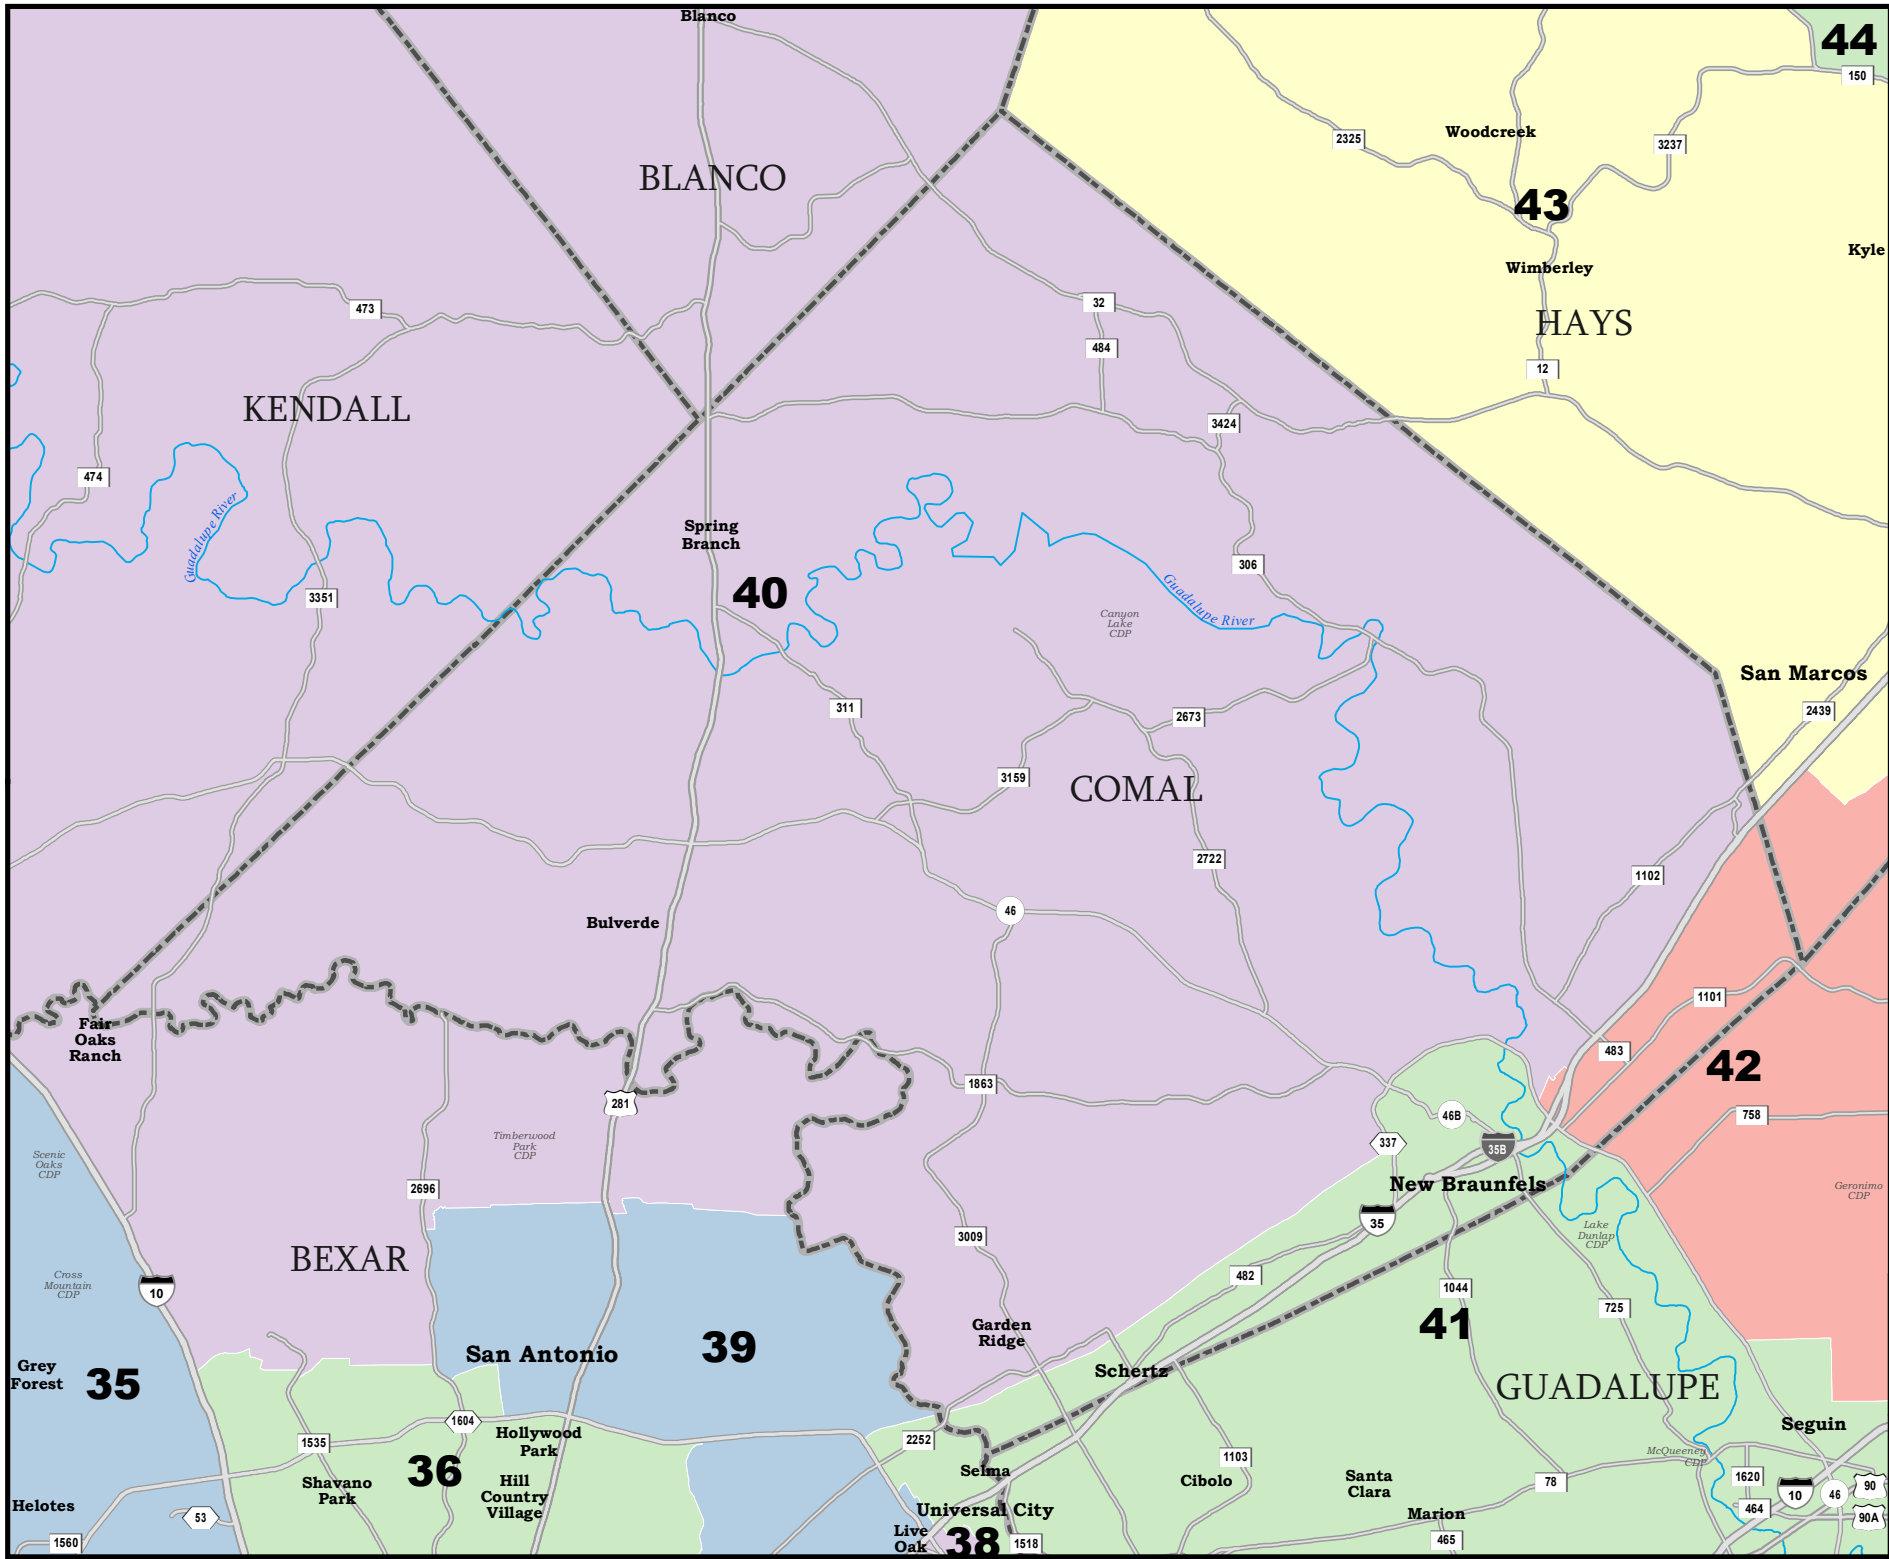 Blanco
44
150
2325
Woodcreek
3237
BLANCO
43
Kyle
Wimberley
32
473
HAYS
484
12
KENDALL
3424
474
Guadalupe River
Spring
Branch
306
40
3351
Guadalupe River
Canyon
Lake
CDP
San Marcos
311
2439
2673
3159
COMAL
2722
1102
46
Bulverde
1101
Fair
Oaks
Ranch
483
42
1863
281
46B
758
337
35B
Timberwood
Park
CDP
Scenic
Oaks
CDP
2696
New Braunfels
Geronimo
CDP
35
Lake
Dunlap
CDP
3009
BEXAR
482
Cross
Mountain
CDP
10
1044
725
41
Garden
Ridge
39
San Antonio
Grey
Forest
35
Schertz
GUADALUPE
1604
Seguin
Hollywood
Park
1535
2252
McQueeney
CDP
1103
36
Selma
Cibolo
Santa
Clara
78
1620
Shavano
Park
Hill
Country
Village
10
46
90
Helotes
53
Universal City
Marion
464
90A
Live
Oak
38
1518
465
1560